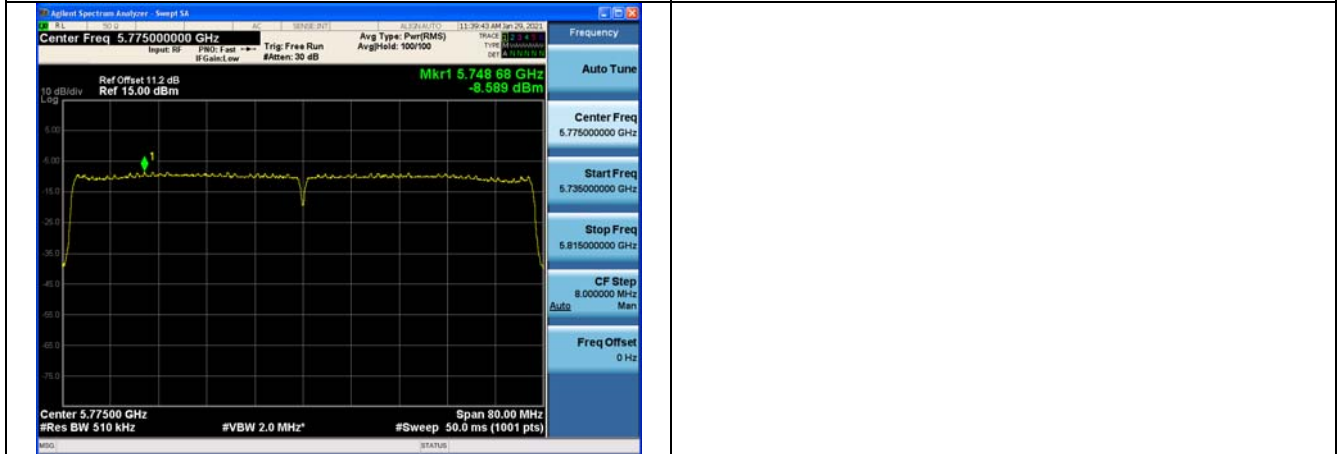 Agilent Spectrum Analyzer - Swept SA
RL 50 Ω AC SENSE:INT ALIGN AUTO 11:39:43 AM Jan 29, 2021
Center Freq 5.775000000 GHz
Input: RF PNO: Fast Trig: Free Run Avg Type: Pwr(RMS) TRACE 1 2 3 4 5 6
IFGain:Low #Atten: 30 dB Avg|Hold: 100/100 TYPE
DET A N N N N N
Frequency
Auto Tune
Ref Offset 11.2 dB Mkr1 5.748 68 GHz
10 dB/div Ref 15.00 dBm -8.589 dBm
Log
5.00
-5.00
-15.0
-25.0
-35.0
-45.0
-55.0
-65.0
-75.0
1
Center Freq
5.775000000 GHz
Start Freq
5.735000000 GHz
Stop Freq
5.815000000 GHz
CF Step
8.000000 MHz
Auto Man
Freq Offset
0 Hz
Center 5.77500 GHz Span 80.00 MHz
#Res BW 510 kHz #VBW 2.0 MHz* #Sweep 50.0 ms (1001 pts)
MSG STATUS